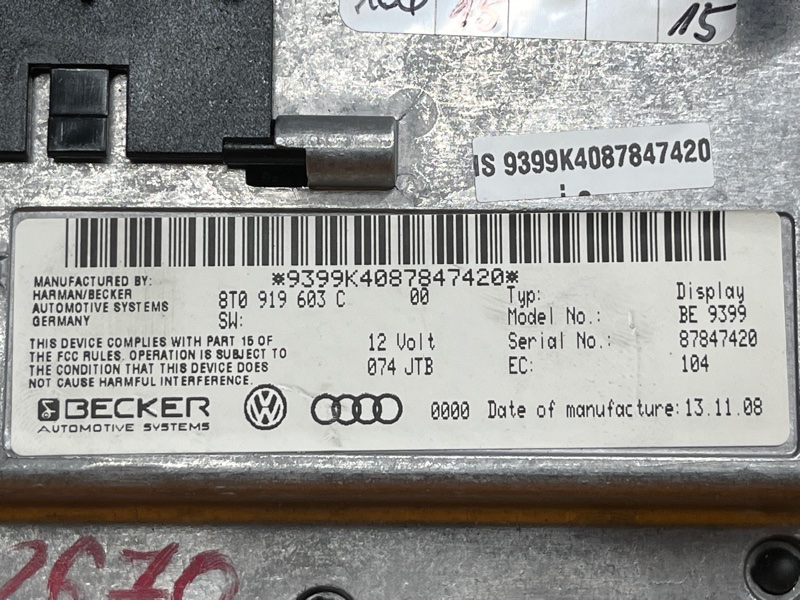 15
IS 9399K4087847420
*9399K4087847420*
MANUFACTURED BY:
HARMAN/BECKER
AUTOMOTIVE SYSTEMS
GERMANY
8T0 919 603 C 00
SW:
Typ: Display
Model No.: BE 9399
THIS DEVICE COMPLIES WITH PART 15 OF
THE FCC RULES. OPERATION IS SUBJECT TO
THE CONDITION THAT THIS DEVICE DOES
NOT CAUSE HARMFUL INTERFERENCE.
12 Volt
074 JTB
Serial No.: 87847420
EC: 104
BECKER
AUTOMOTIVE SYSTEMS
0000 Date of manufacture: 13.11.08
2670